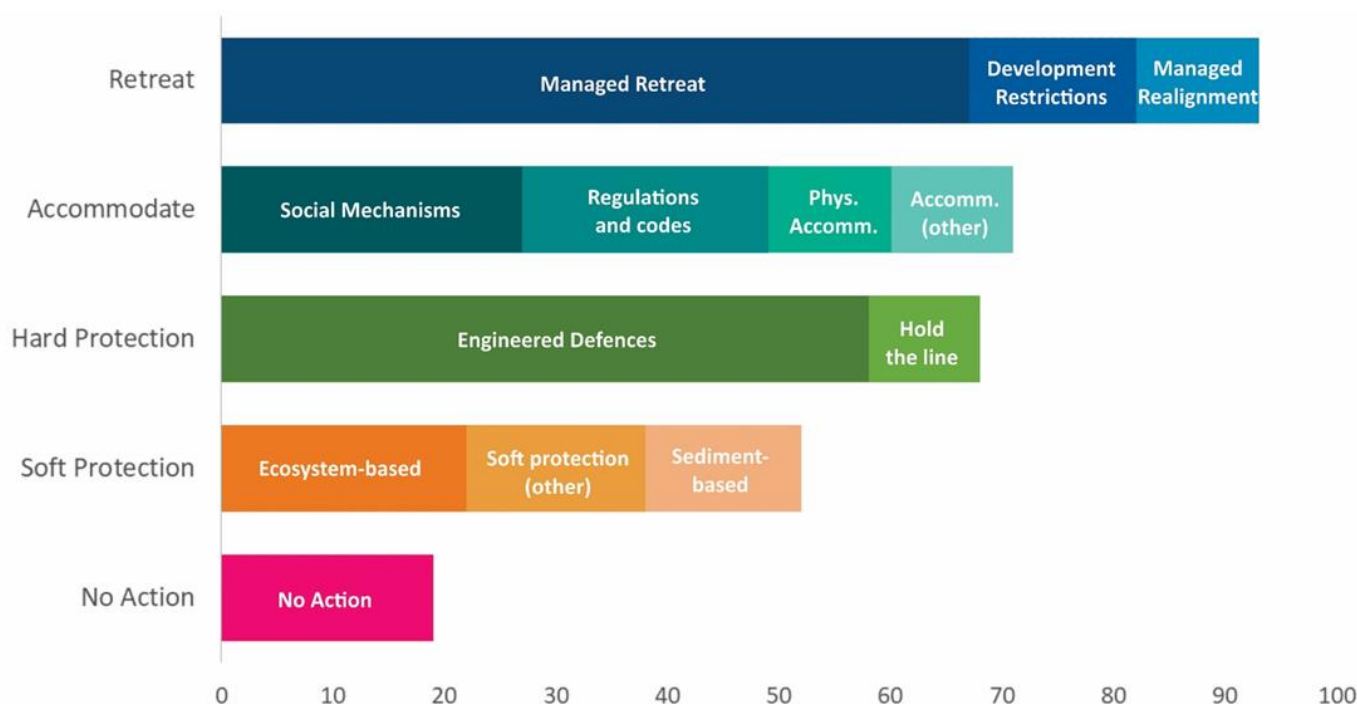 Retreat
Managed Retreat
Development
Restrictions
Managed
Realignment
Accommodate
Social Mechanisms
Regulations
and codes
Phys.
Accomm.
Accomm.
(other)
Hard Protection
Engineered Defences
Hold
the line
Soft Protection
Ecosystem-based
Soft protection
(other)
Sediment-
based
No Action
No Action
0 10 20 30 40 50 60 70 80 90 100